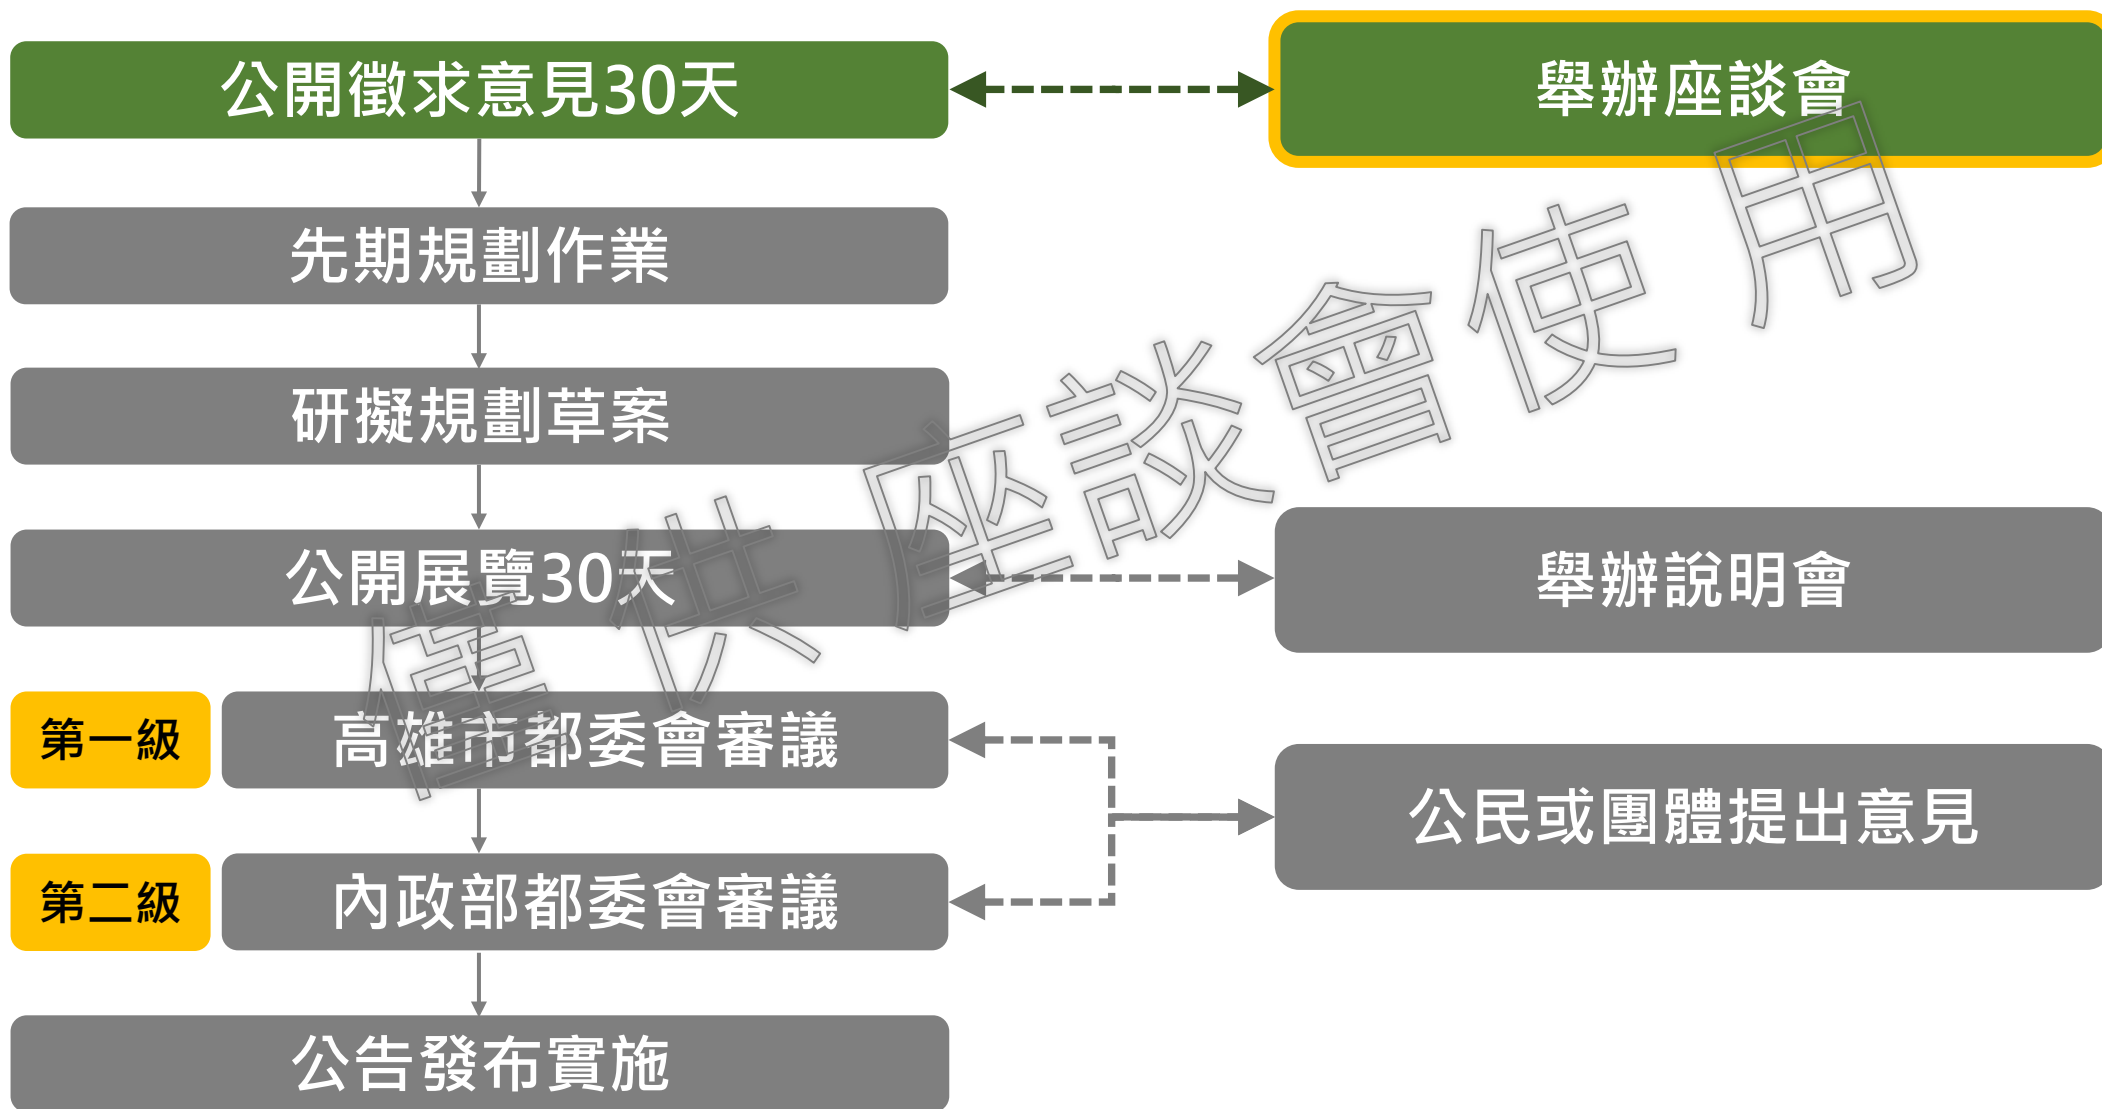 公開徵求意見30天
舉辦座談會
先期規劃作業
研擬規劃草案
公開展覽30天
舉辦說明會
第一級
高雄市都委會審議
公民或團體提出意見
第二級
內政部都委會審議
公告發布實施
僅供座談會使用